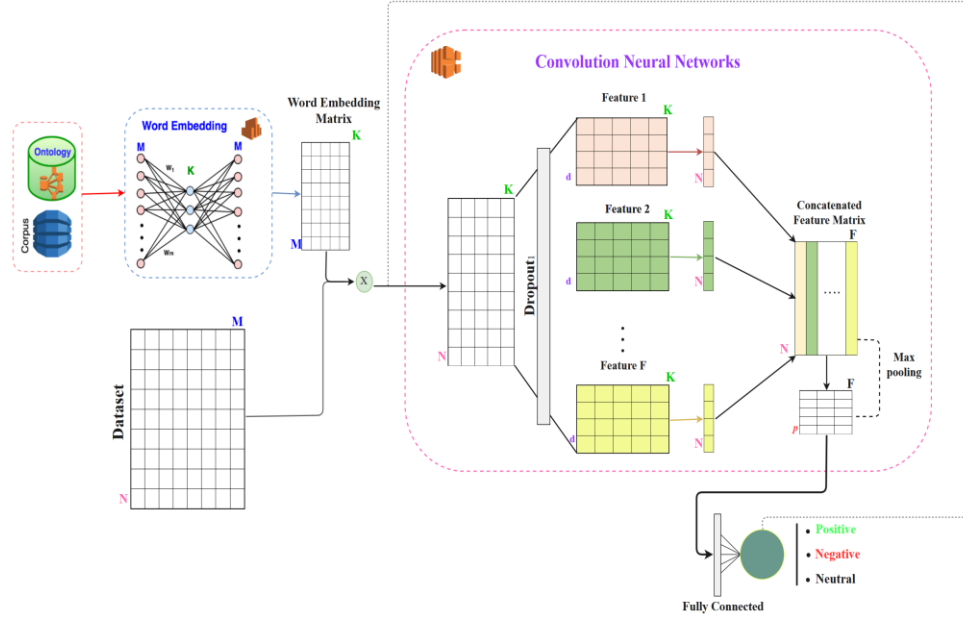 Convolution Neural Networks
Ontology
Corpus
Word Embedding
M
M
W1
K
WN
Word Embedding
Matrix
K
M
X
Dataset
M
N
K
N
Dropout1
Feature 1
K
d
N
Feature 2
K
d
N
Feature F
K
d
N
Concatenated
Feature Matrix
F
....
N
Max
pooling
F
p
Fully Connected
• Positive
• Negative
• Neutral